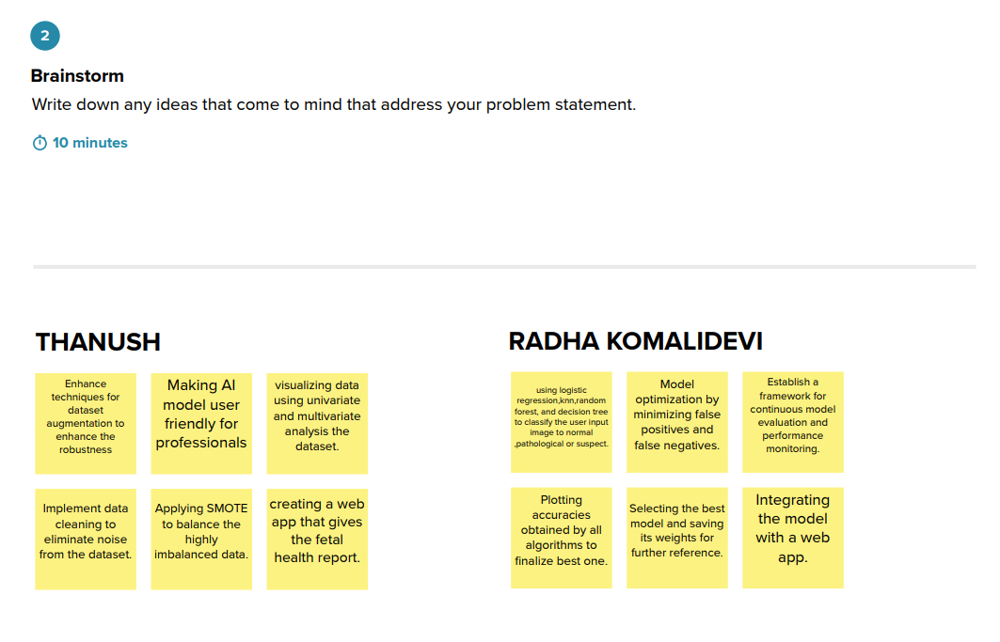 2
Brainstorm
Write down any ideas that come to mind that address your problem statement.
10 minutes
THANUSH
Enhance
techniques for
dataset
augmentation to
enhance the
robustness
Making AI
model user
friendly for
professionals
visualizing data
using univariate
and multivariate
analysis the
dataset.
Implement data
cleaning to
eliminate noise
from the dataset.
Applying SMOTE
to balance the
highly
imbalanced data.
creating a web
app that gives
the fetal
health report.
RADHA KOMALIDEVI
using logistic
regression,knn,random
forest, and decision tree
to classify the user input
image to normal
,pathological or suspect.
Model
optimization by
minimizing false
positives and
false negatives.
Establish a
framework for
continuous model
evaluation and
performance
monitoring.
Plotting
accuracies
obtained by all
algorithms to
finalize best one.
Selecting the best
model and saving
its weights for
further reference.
Integrating
the model
with a web
app.